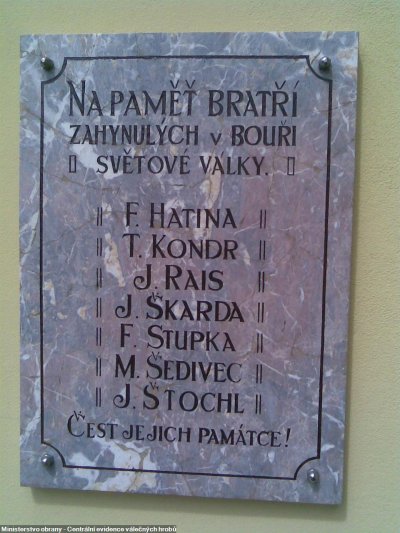 NA PAMĚŤ BRATŘÍ
ZAHYNULÝCH V BOUŘI
SVĚTOVÉ VÁLKY.
F. HATINA
T. KONDR
J. RAIS
J. ŠKARDA
F. STUPKA
M. ŠEDIVEC
J. ŠTOCHL
ČEST JEJICH PAMÁTCE!
Ministerstvo obrany - Centrální evidence válečných hrobů